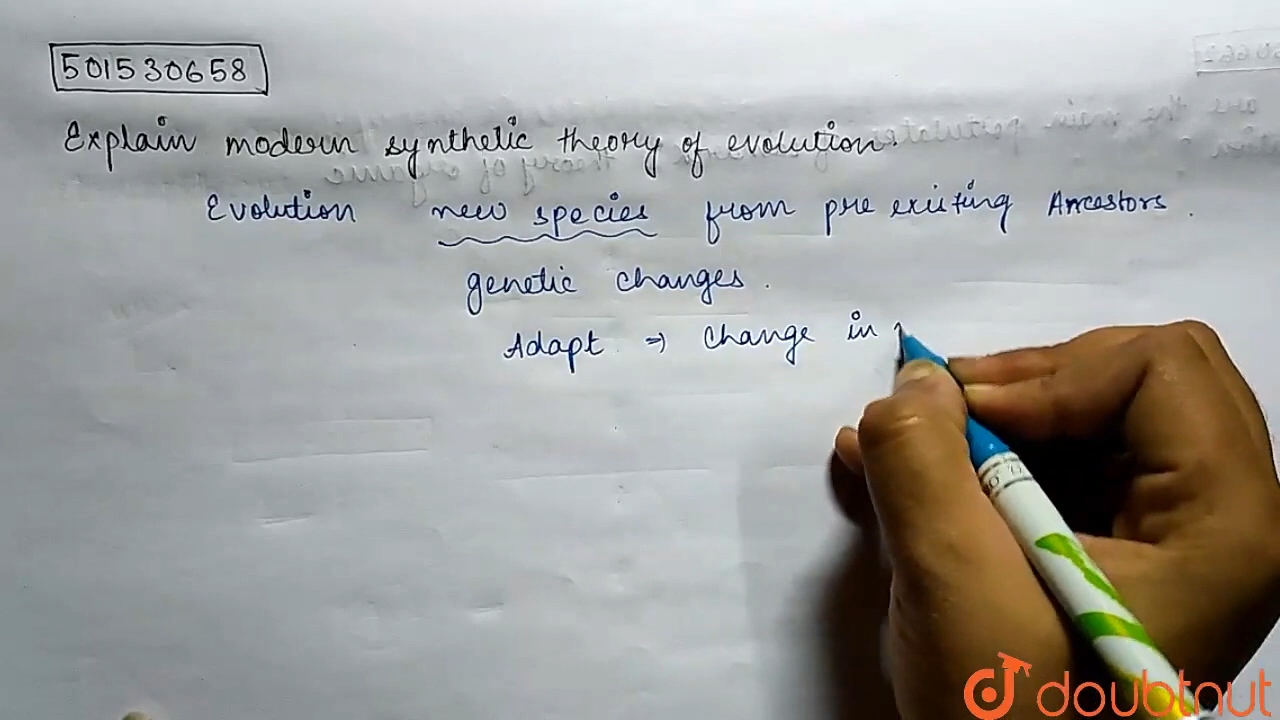 501530658
Explain modern synthetic theory of evolution.
Evolution new species from pre existing Ancestors.
genetic changes.
Adapt ⇒ Change in
doubtnut